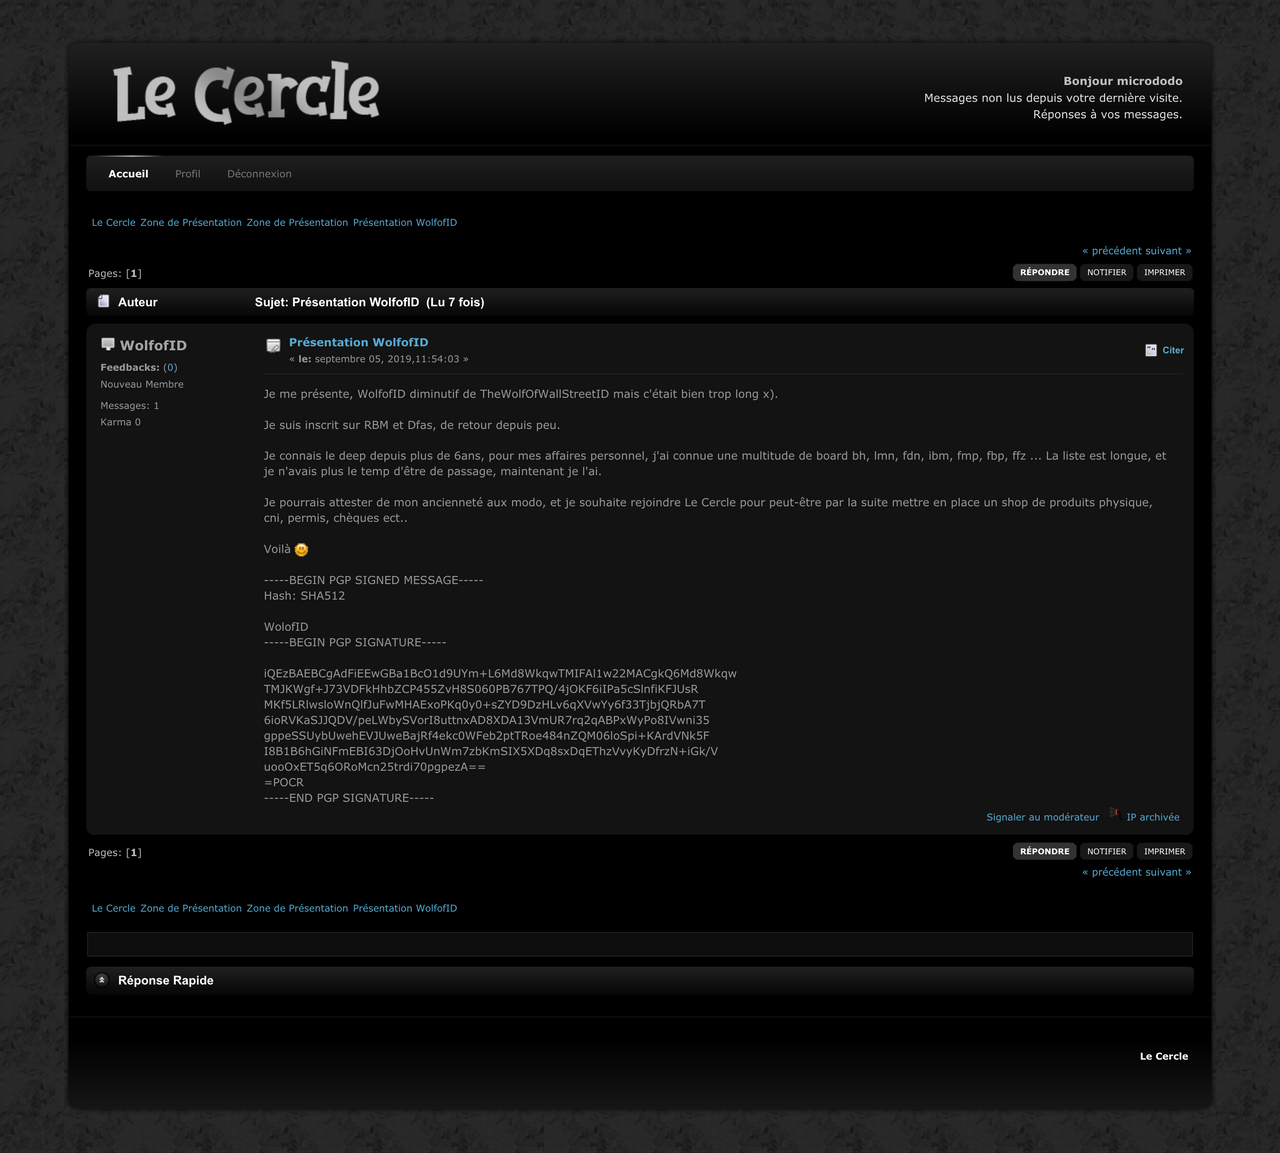 Le Cercle
Bonjour micrododo
Messages non lus depuis votre dernière visite.
Réponses à vos messages.
Accueil Profil Déconnexion
Le Cercle Zone de Présentation Zone de Présentation Présentation WolfofID
« précédent suivant »
Pages: [1]
RÉPONDRE NOTIFIER IMPRIMER
Auteur Sujet: Présentation WolfofID (Lu 7 fois)
WolfofID
Feedbacks: (0)
Nouveau Membre
Messages: 1
Karma 0
Présentation WolfofID
« le: septembre 05, 2019,11:54:03 »
Citer
Je me présente, WolfofID diminutif de TheWolfOfWallStreetID mais c'était bien trop long x).
Je suis inscrit sur RBM et Dfas, de retour depuis peu.
Je connais le deep depuis plus de 6ans, pour mes affaires personnel, j'ai connue une multitude de board bh, lmn, fdn, ibm, fmp, fbp, ffz ... La liste est longue, et
je n'avais plus le temp d'être de passage, maintenant je l'ai.
Je pourrais attester de mon ancienneté aux modo, et je souhaite rejoindre Le Cercle pour peut-être par la suite mettre en place un shop de produits physique,
cni, permis, chèques ect..
Voilà
-----BEGIN PGP SIGNED MESSAGE-----
Hash: SHA512
WolofID
-----BEGIN PGP SIGNATURE-----
iQEzBAEBCgAdFiEEwGBa1BcO1d9UYm+L6Md8WkqwTMIFAl1w22MACgkQ6Md8Wkqw
TMJKWgf+J73VDFkHhbZCP455ZvH8S060PB767TPQ/4jOKF6iIPa5cSlnfiKFJUsR
MKf5LRlwsloWnQlfJuFwMHAExoPKq0y0+sZYD9DzHLv6qXVwYy6f33TjbjQRbA7T
6ioRVKaSJJQDV/peLWbySVorI8uttnxAD8XDA13VmUR7rq2qABPxWyPo8IVwni35
gppeSSUybUwehEVJUweBajRf4ekc0WFeb2ptTRoe484nZQM06loSpi+KArdVNk5F
I8B1B6hGiNFmEBI63DjOoHvUnWm7zbKmSIX5XDq8sxDqEThzVvyKyDfrzN+iGk/V
uooOxET5q6ORoMcn25trdi70pgpezA==
=POCR
-----END PGP SIGNATURE-----
Signaler au modérateur IP archivée
Pages: [1]
RÉPONDRE NOTIFIER IMPRIMER
« précédent suivant »
Le Cercle Zone de Présentation Zone de Présentation Présentation WolfofID
Réponse Rapide
Le Cercle